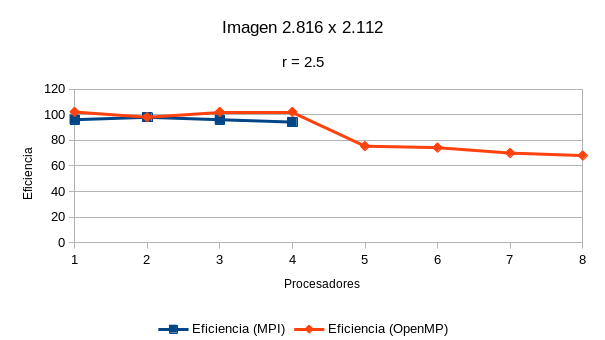 Imagen 2.816 x 2.112
r = 2.5
120
100
80
60
40
20
0
Eficiencia
1 2 3 4 5 6 7 8
Procesadores
Eficiencia (MPI) Eficiencia (OpenMP)